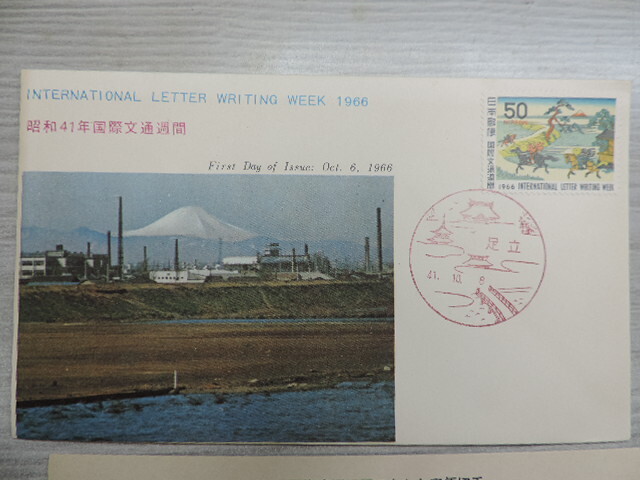 INTERNATIONAL LETTER WRITING WEEK 1966
昭和41年国際文通週間
First Day of Issue: Oct. 6, 1966
50
日本郵便 国際文通週間
1966 INTERNATIONAL LETTER WRITING WEEK
足立
41. 10. 6